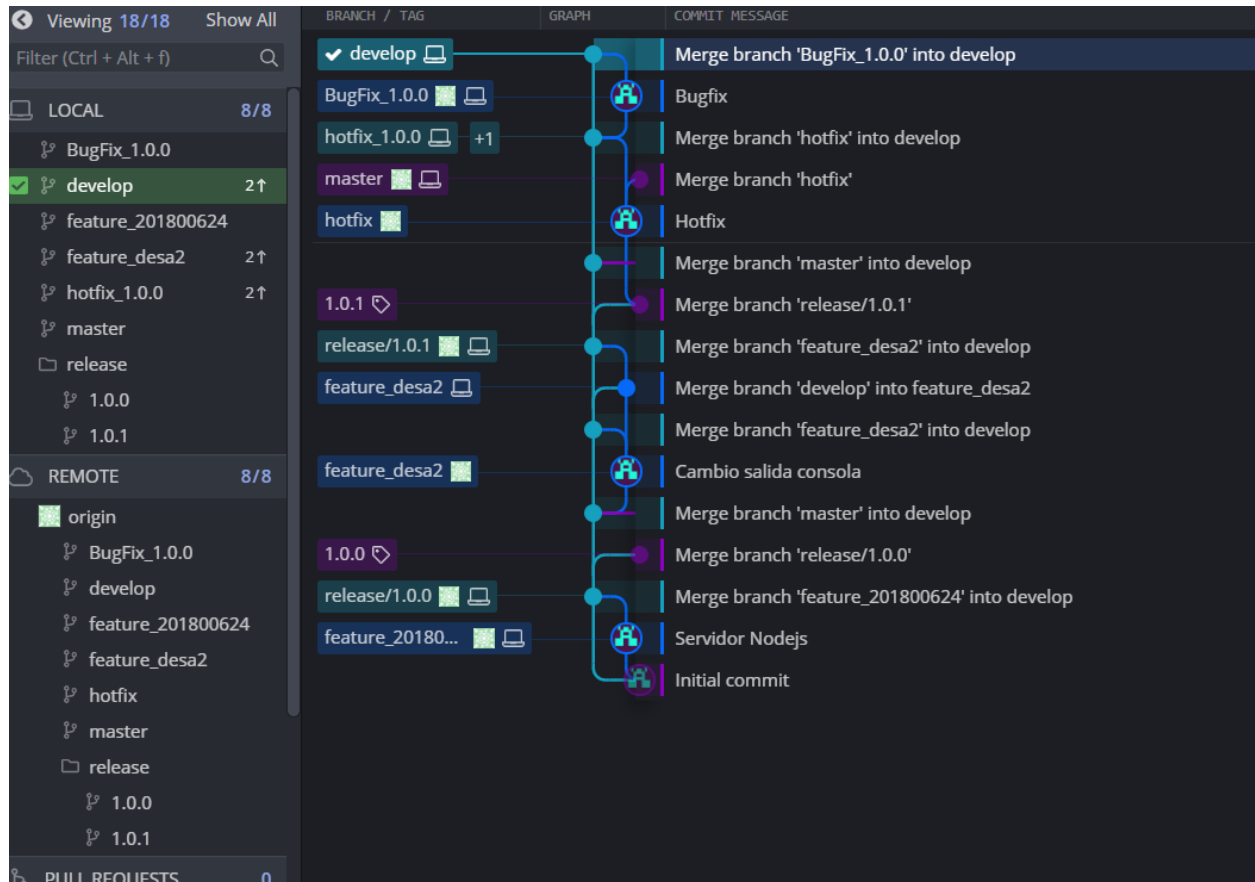 Viewing 18/18 Show All
Filter (Ctrl + Alt + f)
LOCAL 8/8
BugFix_1.0.0
develop 2↑
feature_201800624
feature_desa2 2↑
hotfix_1.0.0 2↑
master
release
1.0.0
1.0.1
REMOTE 8/8
origin
BugFix_1.0.0
develop
feature_201800624
feature_desa2
hotfix
master
release
1.0.0
1.0.1
PULL REQUESTS 0
BRANCH / TAG GRAPH COMMIT MESSAGE
develop Merge branch 'BugFix_1.0.0' into develop
BugFix_1.0.0 Bugfix
hotfix_1.0.0 +1 Merge branch 'hotfix' into develop
master Merge branch 'hotfix'
hotfix Hotfix
Merge branch 'master' into develop
1.0.1 Merge branch 'release/1.0.1'
release/1.0.1 Merge branch 'feature_desa2' into develop
feature_desa2 Merge branch 'develop' into feature_desa2
Merge branch 'feature_desa2' into develop
feature_desa2 Cambio salida consola
Merge branch 'master' into develop
1.0.0 Merge branch 'release/1.0.0'
release/1.0.0 Merge branch 'feature_201800624' into develop
feature_20180... Servidor Nodejs
Initial commit